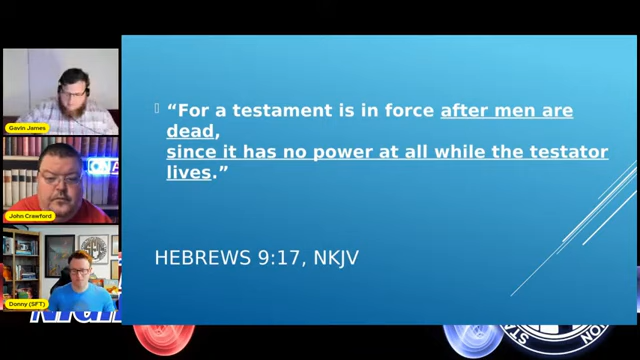 “For a testament is in force after men are
dead,
since it has no power at all while the testator
lives.”
HEBREWS 9:17, NKJV
Gavin James
John Crawford
Donny (SFT)